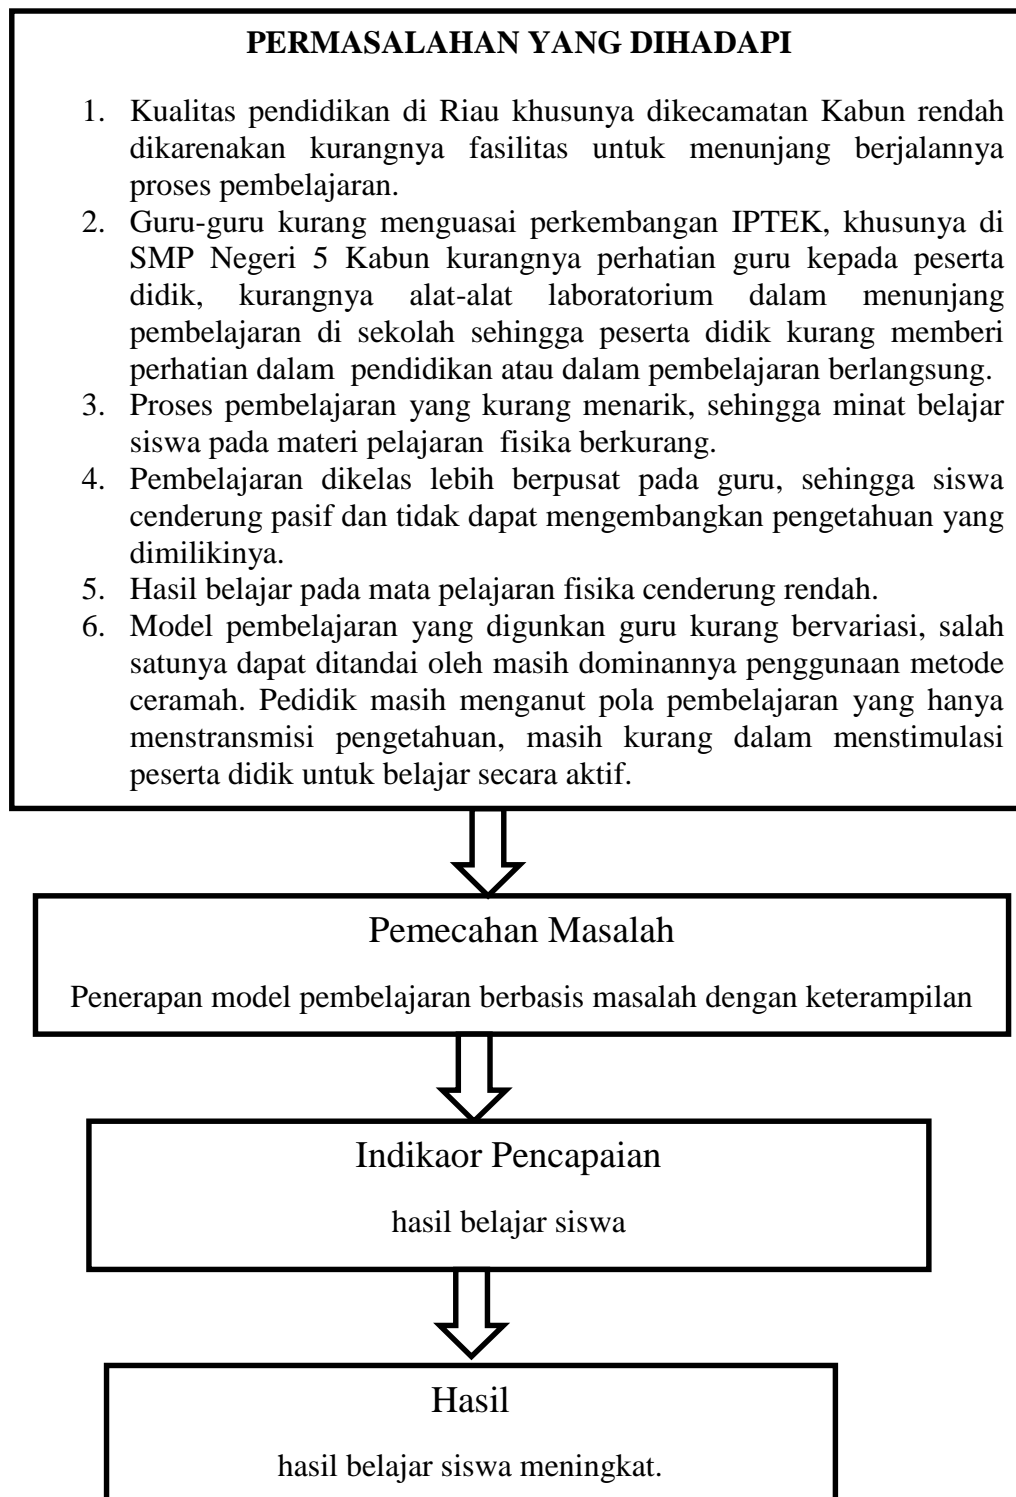 PERMASALAHAN YANG DIHADAPI
1. Kualitas pendidikan di Riau khusunya dikecamatan Kabun rendah
dikarenakan kurangnya fasilitas untuk menunjang berjalannya
proses pembelajaran.
2. Guru-guru kurang menguasai perkembangan IPTEK, khusunya di
SMP Negeri 5 Kabun kurangnya perhatian guru kepada peserta
didik, kurangnya alat-alat laboratorium dalam menunjang
pembelajaran di sekolah sehingga peserta didik kurang memberi
perhatian dalam pendidikan atau dalam pembelajaran berlangsung.
3. Proses pembelajaran yang kurang menarik, sehingga minat belajar
siswa pada materi pelajaran fisika berkurang.
4. Pembelajaran dikelas lebih berpusat pada guru, sehingga siswa
cenderung pasif dan tidak dapat mengembangkan pengetahuan yang
dimilikinya.
5. Hasil belajar pada mata pelajaran fisika cenderung rendah.
6. Model pembelajaran yang digunkan guru kurang bervariasi, salah
satunya dapat ditandai oleh masih dominannya penggunaan metode
ceramah. Pedidik masih menganut pola pembelajaran yang hanya
menstransmisi pengetahuan, masih kurang dalam menstimulasi
peserta didik untuk belajar secara aktif.
Pemecahan Masalah
Penerapan model pembelajaran berbasis masalah dengan keterampilan
Indikaor Pencapaian
hasil belajar siswa
Hasil
hasil belajar siswa meningkat.